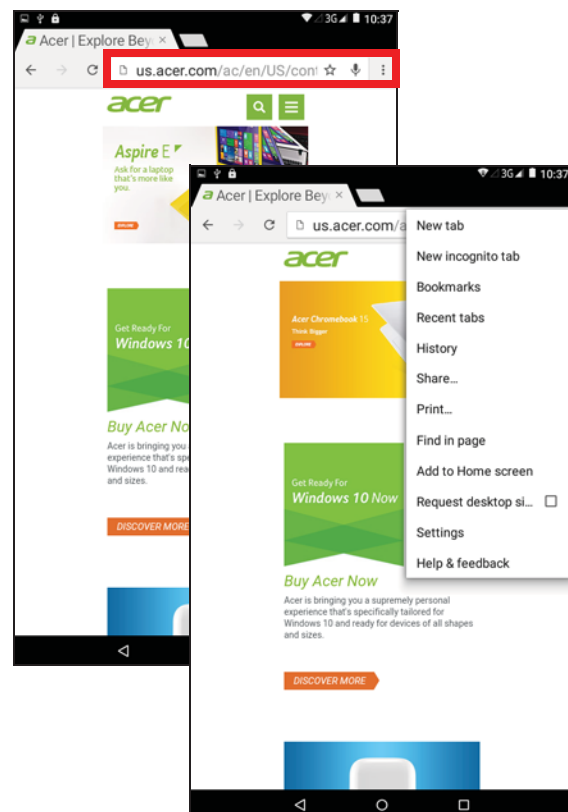 3G 10:37
a Acer | Explore Bey ×
us.acer.com/ac/en/US/cont
acer
Aspire E
Ask for a laptop
that's more like
you.
EXPLORE
Get Ready For
Windows 10
Buy Acer No
Acer is bringing you
experience that's spe
Windows 10 and rea
and sizes.
DISCOVER MORE
3G 10:37
a Acer | Explore Bey ×
us.acer.com/a
acer
Acer Chromebook 15
Think Bigger
EXPLORE
Get Ready For
Windows 10 Now
Buy Acer Now
Acer is bringing you a supremely personal
experience that's specifically tailored for
Windows 10 and ready for devices of all shapes
and sizes.
DISCOVER MORE
New tab
New incognito tab
Bookmarks
Recent tabs
History
Share…
Print…
Find in page
Add to Home screen
Request desktop si…
Settings
Help & feedback